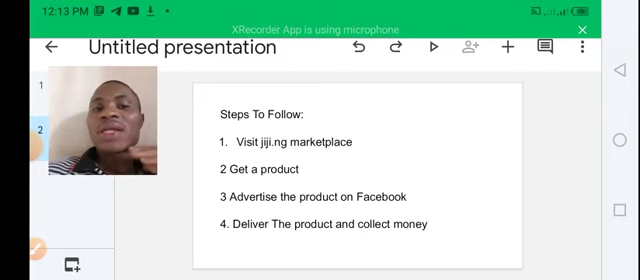 12:13 PM
XRecorder App is using microphone
Untitled presentation
1
2
Steps To Follow:
1. Visit jiji.ng marketplace
2 Get a product
3 Advertise the product on Facebook
4. Deliver The product and collect money